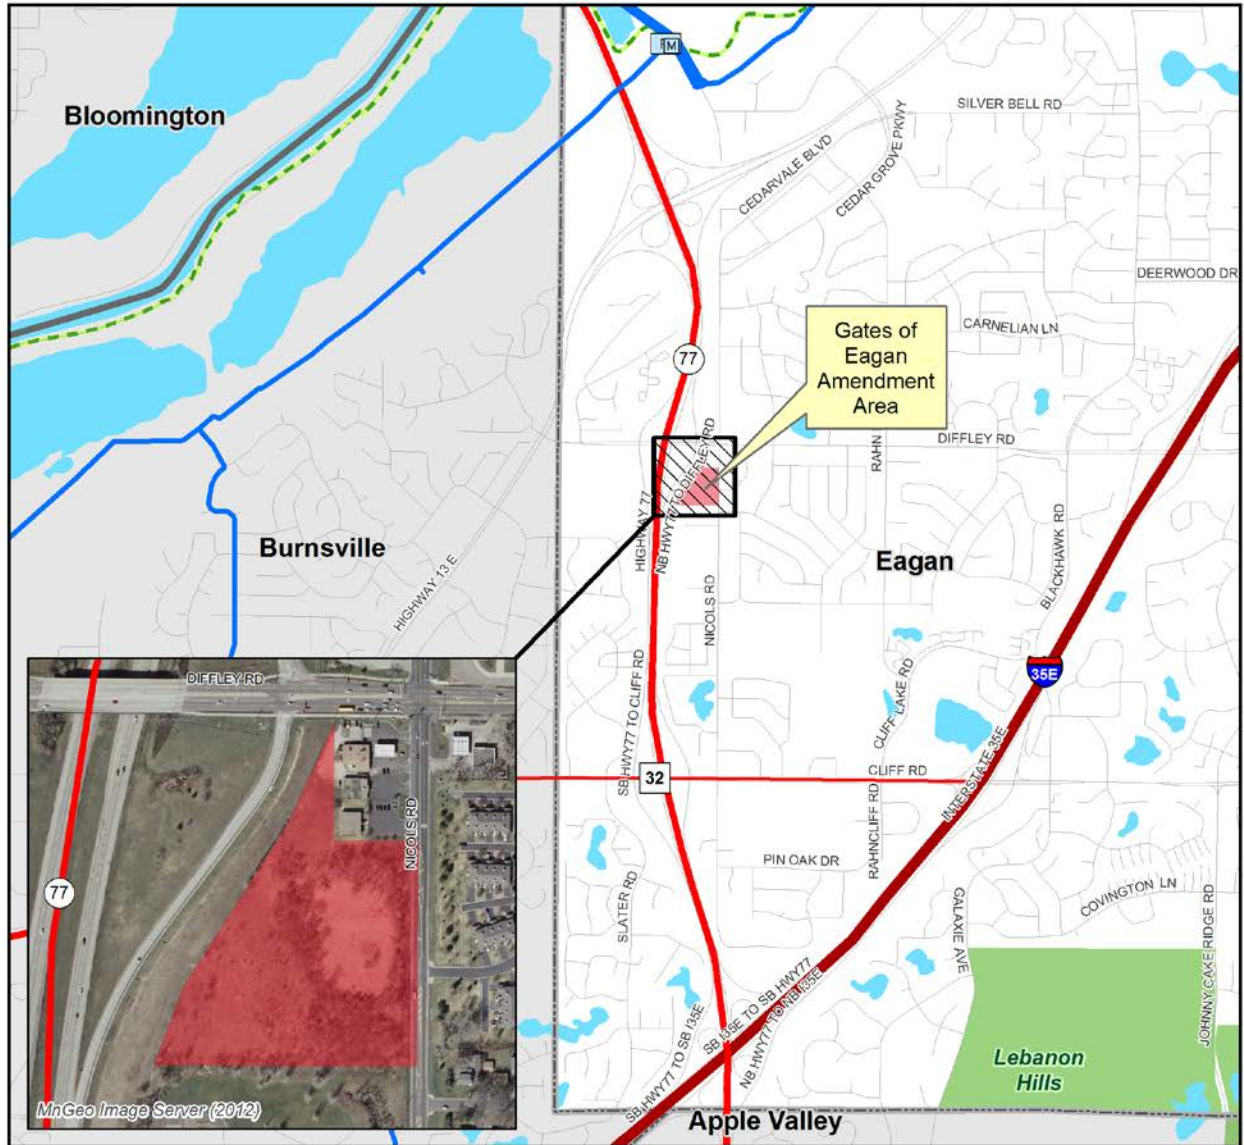 Bloomington
M
SILVER BELL RD
CEDARVALE BLVD
CEDAR GROVE PKWY
DEERWOOD DR
CARNELIAN LN
Gates of
Eagan
Amendment
Area
77
DIFFLEY RD
RAHN
NB HWY77 TO DIFFLEY RD
HIGHWAY 77
Burnsville
HIGHWAY 13 E
Eagan
BLACKHAWK RD
NICOLS RD
35E
CLIFF LAKE RD
SB HWY77 TO CLIFF RD
DIFFLEY RD
32
CLIFF RD
INTERSTATE 35E
NICOLS RD
RAHNCLIFF RD
PIN OAK DR
77
SLATER RD
GALAXIE AVE
COVINGTON LN
JOHNNY CAKE RIDGE RD
SB I35E TO SB HWY77
NB HWY77 TO NB I35E
SB HWY77 TO SB I35E
Lebanon
Hills
MnGeo Image Server (2012)
Apple Valley